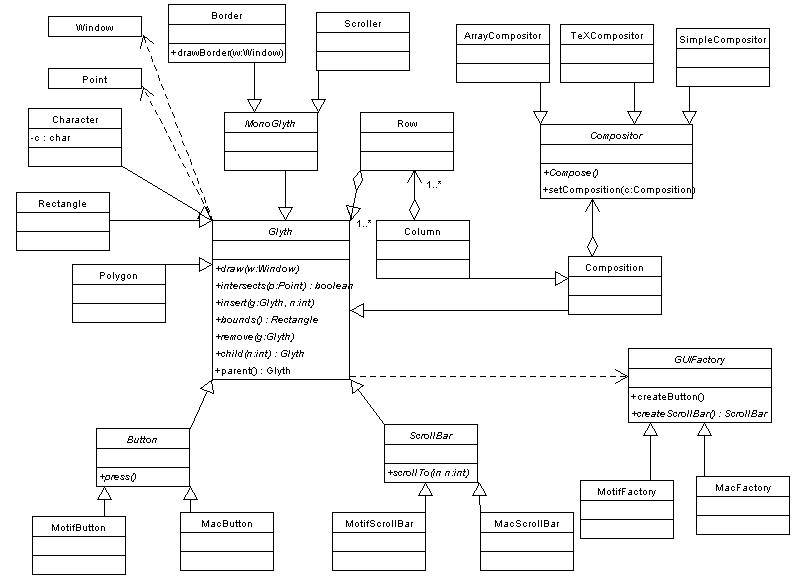 Window
Point
Border
+drawBorder(w:Window)
Scroller
ArrayCompositor
TeXCompositor
SimpleCompositor
Character
-c : char
MonoGlyth
Row
1..*
Compositor
+Compose()
+setComposition(c:Composition)
Rectangle
1..*
Glyth
+draw(w:Window)
+intersects(p:Point) : boolean
+insert(g:Glyth, n:int)
+bounds() : Rectangle
+remove(g:Glyth)
+child(n:int) : Glyth
+parent() : Glyth
Column
Polygon
Composition
GUIFactory
+createButton()
+createScrollBar() : ScrollBar
Button
+press()
ScrollBar
+scrollTo(in n:int)
MotifFactory
MacFactory
MotifButton
MacButton
MotifScrollBar
MacScrollBar